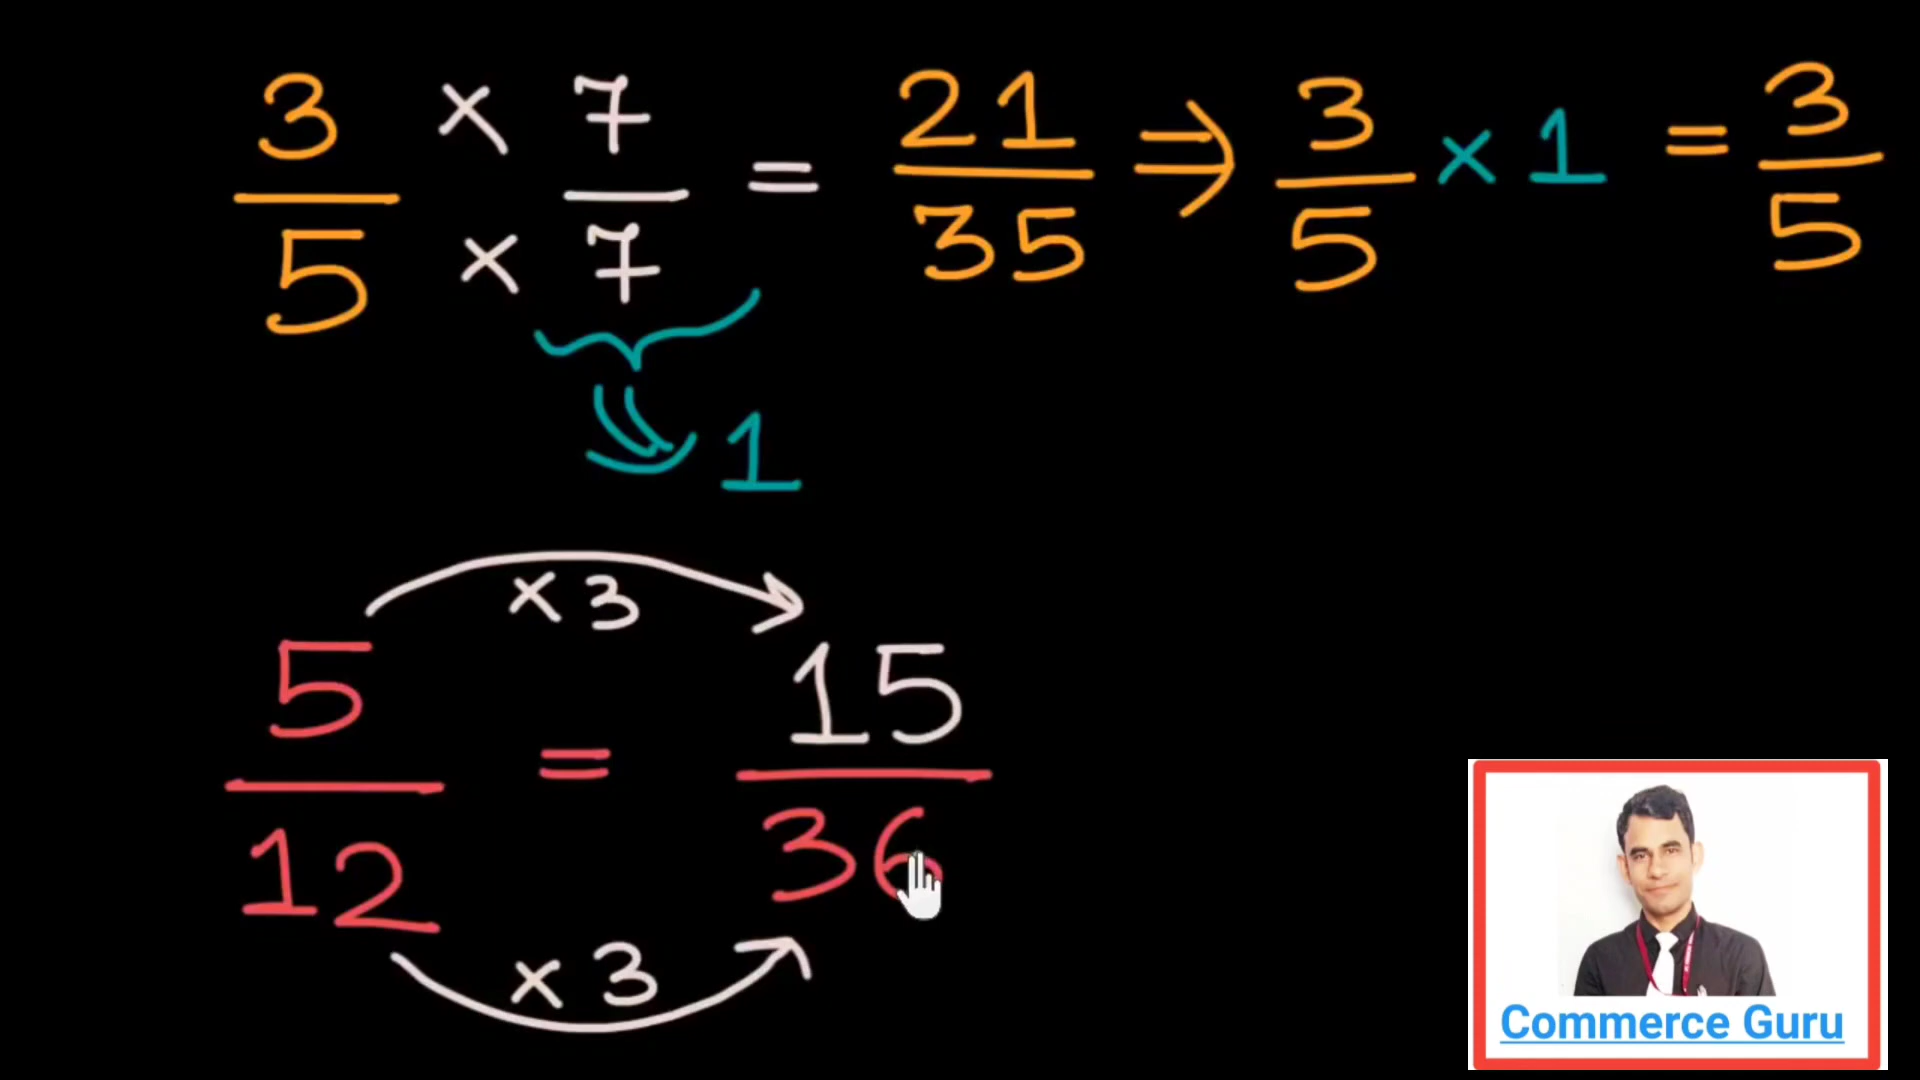 3/5 × 7/× 7 = 21/35 ⇒ 3/5 × 1 = 3/5
1
× 3
5/12 = 15/36
× 3
Commerce Guru